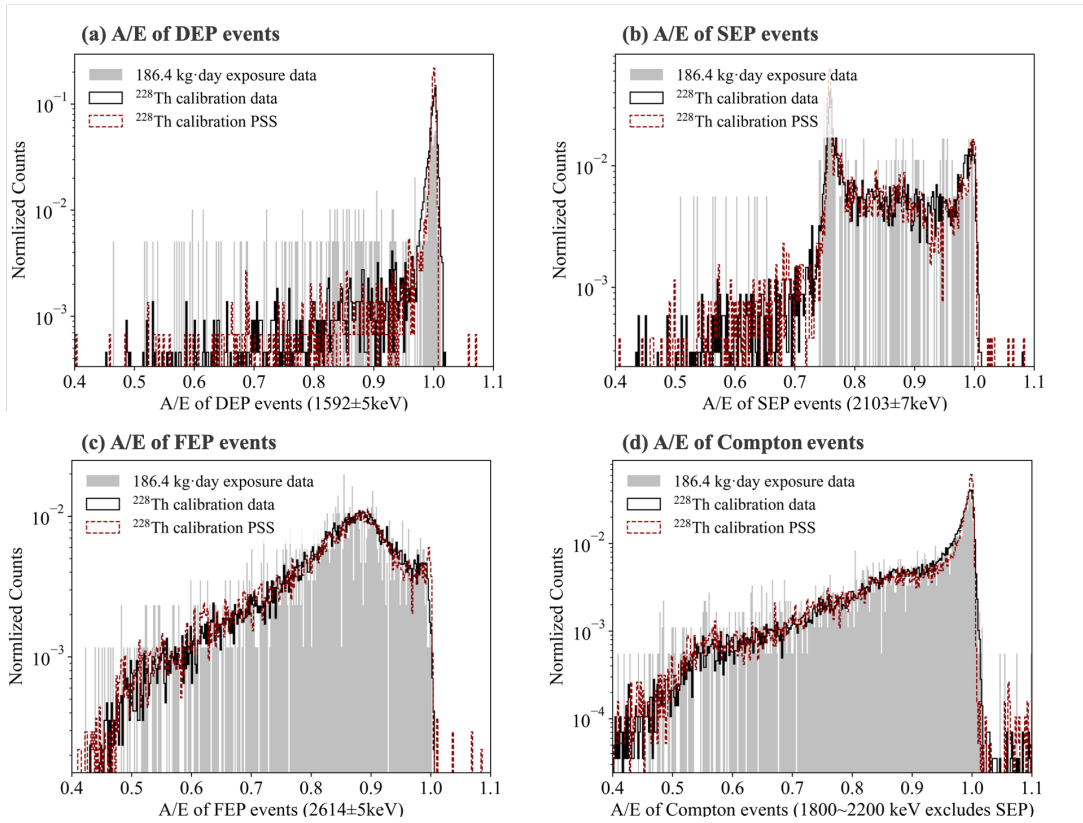 (a) A/E of DEP events
186.4 kg·day exposure data
²²⁸Th calibration data
²²⁸Th calibration PSS
Normlized Counts
10⁻¹
10⁻²
10⁻³
0.4 0.5 0.6 0.7 0.8 0.9 1.0 1.1
A/E of DEP events (1592±5keV)
(b) A/E of SEP events
186.4 kg·day exposure data
²²⁸Th calibration data
²²⁸Th calibration PSS
Normlized Counts
10⁻²
10⁻³
0.4 0.5 0.6 0.7 0.8 0.9 1.0 1.1
A/E of SEP events (2103±7keV)
(c) A/E of FEP events
186.4 kg·day exposure data
²²⁸Th calibration data
²²⁸Th calibration PSS
Normlized Counts
10⁻²
10⁻³
0.4 0.5 0.6 0.7 0.8 0.9 1.0 1.1
A/E of FEP events (2614±5keV)
(d) A/E of Compton events
186.4 kg·day exposure data
²²⁸Th calibration data
²²⁸Th calibration PSS
Normlized Counts
10⁻²
10⁻³
10⁻⁴
0.4 0.5 0.6 0.7 0.8 0.9 1.0 1.1
A/E of Compton events (1800~2200 keV excludes SEP)